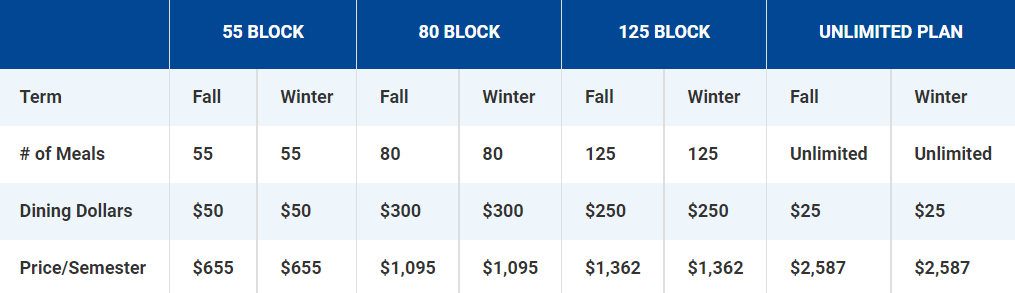 55 BLOCK 80 BLOCK 125 BLOCK UNLIMITED PLAN
Term Fall Winter Fall Winter Fall Winter Fall Winter
# of Meals 55 55 80 80 125 125 Unlimited Unlimited
Dining Dollars $50 $50 $300 $300 $250 $250 $25 $25
Price/Semester $655 $655 $1,095 $1,095 $1,362 $1,362 $2,587 $2,587